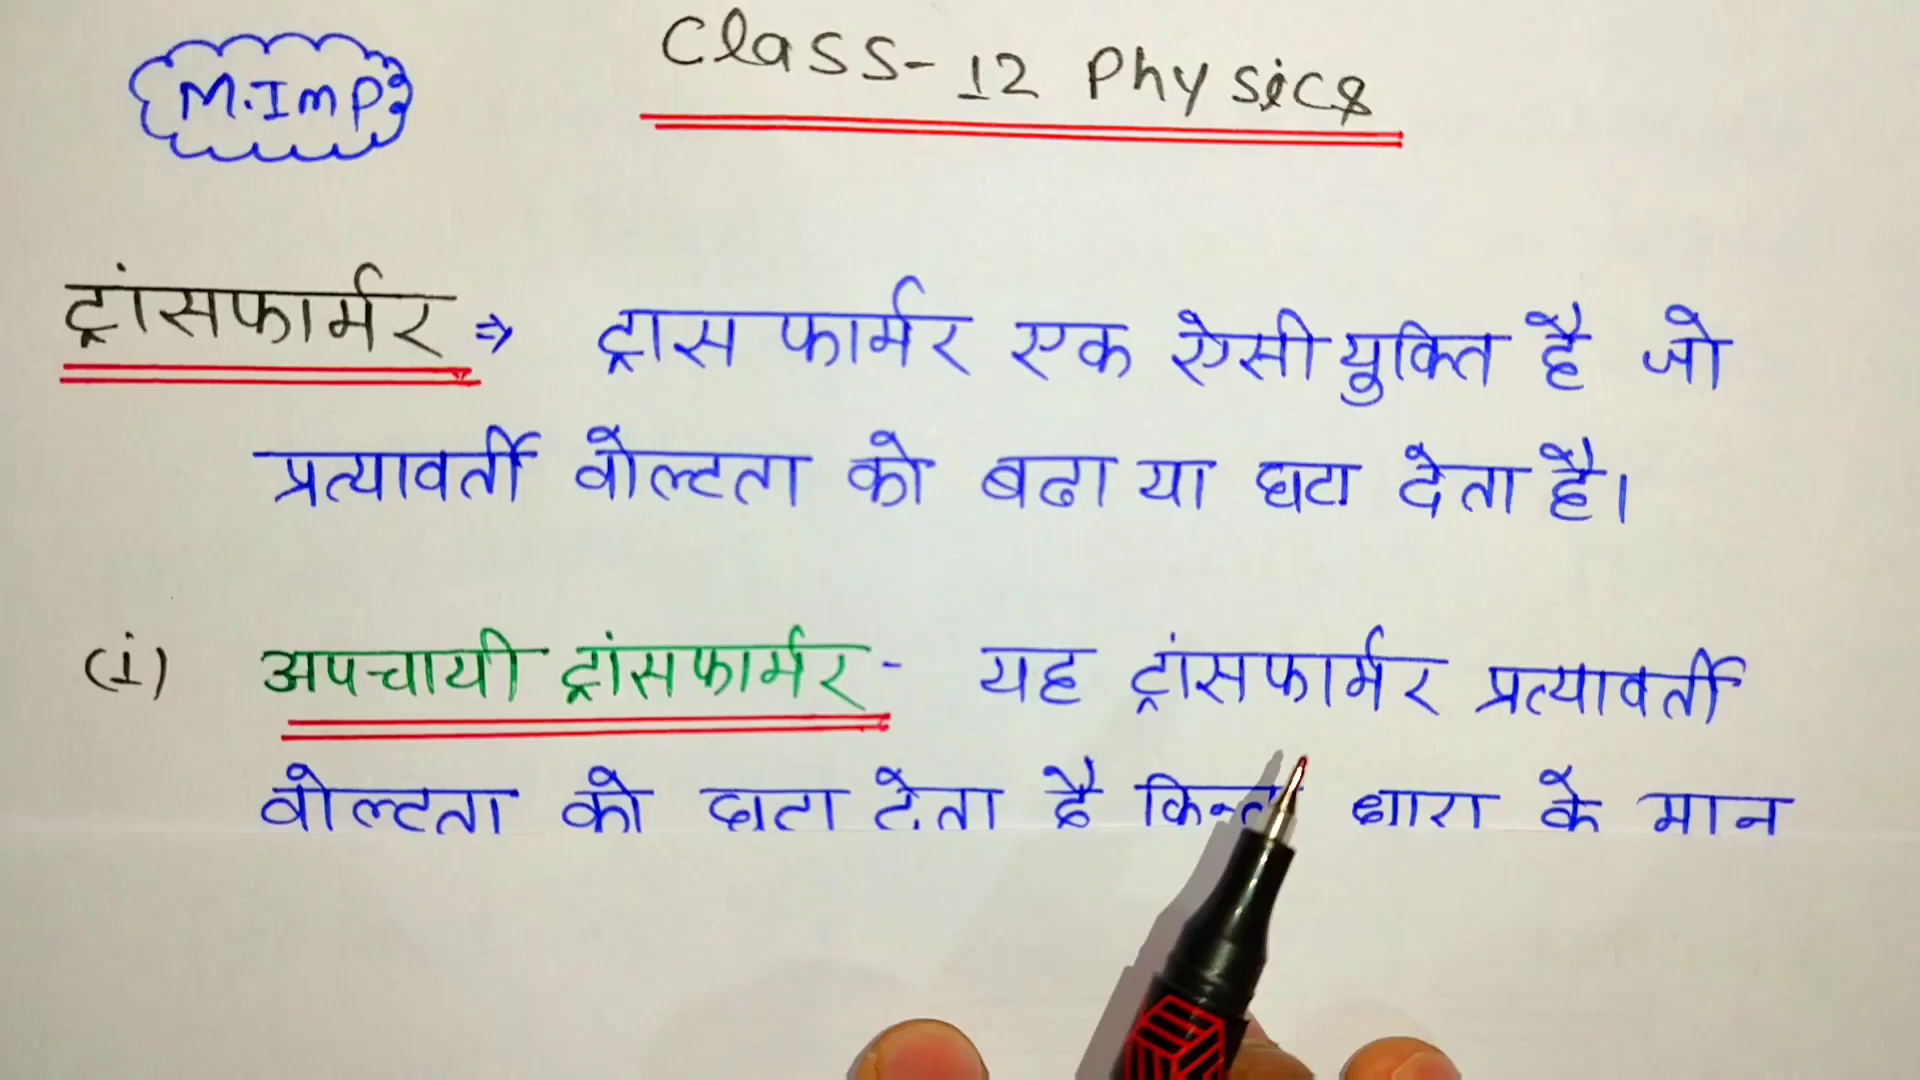 M.Imp
Class-12 Physics
ट्रांसफार्मर ⇒ ट्रास फार्मर एक ऐसी युक्ति है जो
प्रत्यावर्ती वोल्टता को बढा या घटा देता है।
(i) अपचायी ट्रांसफार्मर - यह ट्रांसफार्मर प्रत्यावर्ती
वोल्टता को घटा देता है धारा के मान